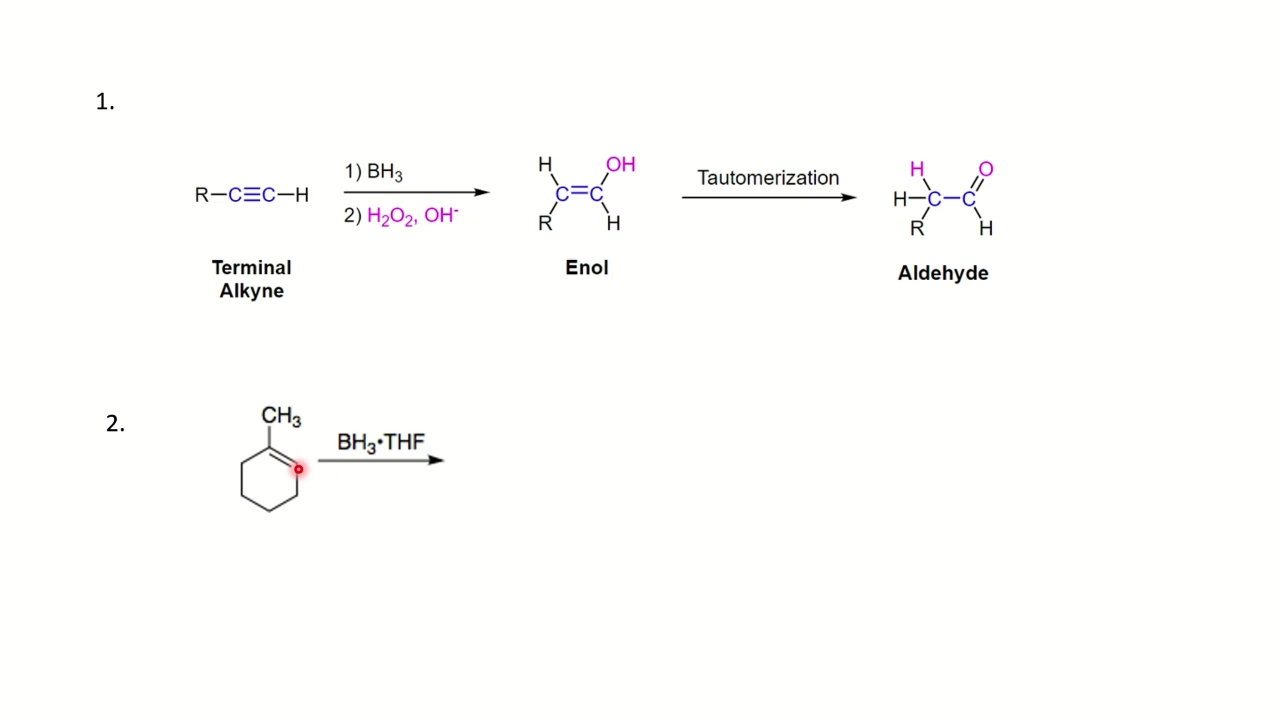 1.
R–C≡C–H
1) BH₃
2) H₂O₂, OH⁻
H OH
C=C
R H
Tautomerization
H O
H–C–C
R H
Terminal
Alkyne
Enol
Aldehyde
2.
CH₃
BH₃•THF